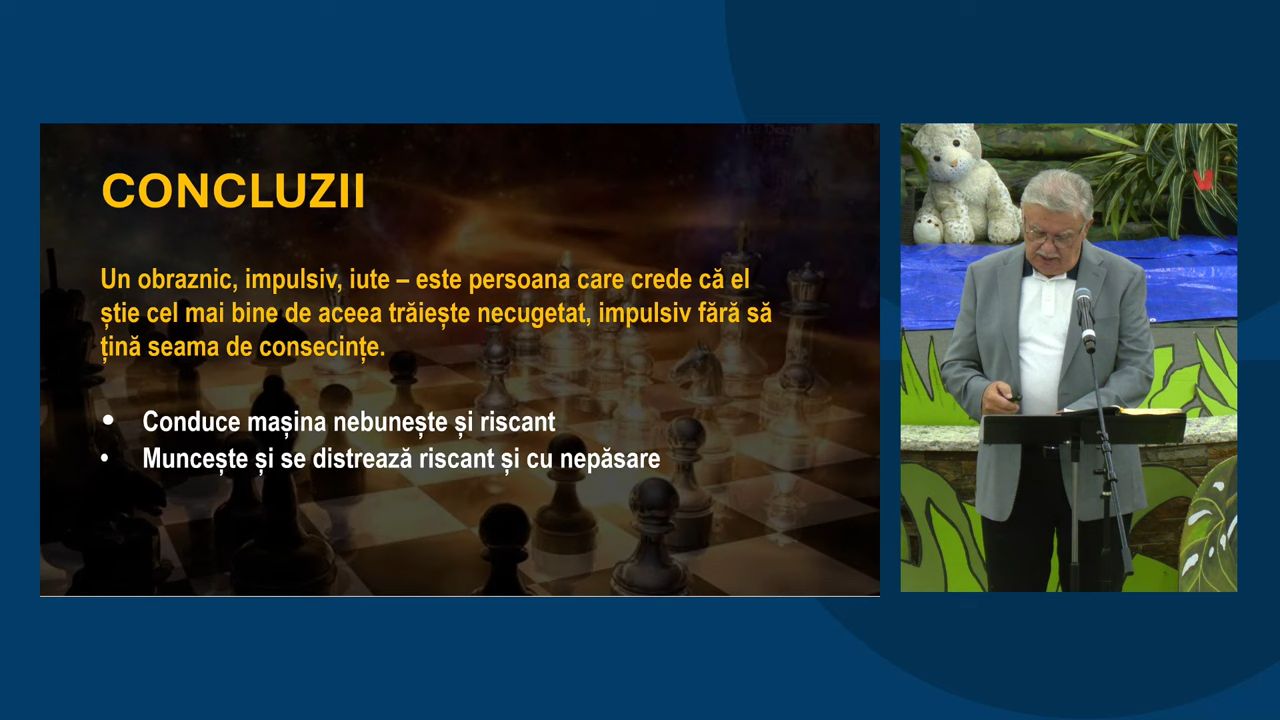 CONCLUZII
Un obraznic, impulsiv, iute – este persoana care crede că el
știe cel mai bine de aceea trăiește necugetat, impulsiv fără să
țină seama de consecințe.
• Conduce mașina nebunește și riscant
• Muncește și se distrează riscant și cu nepăsare